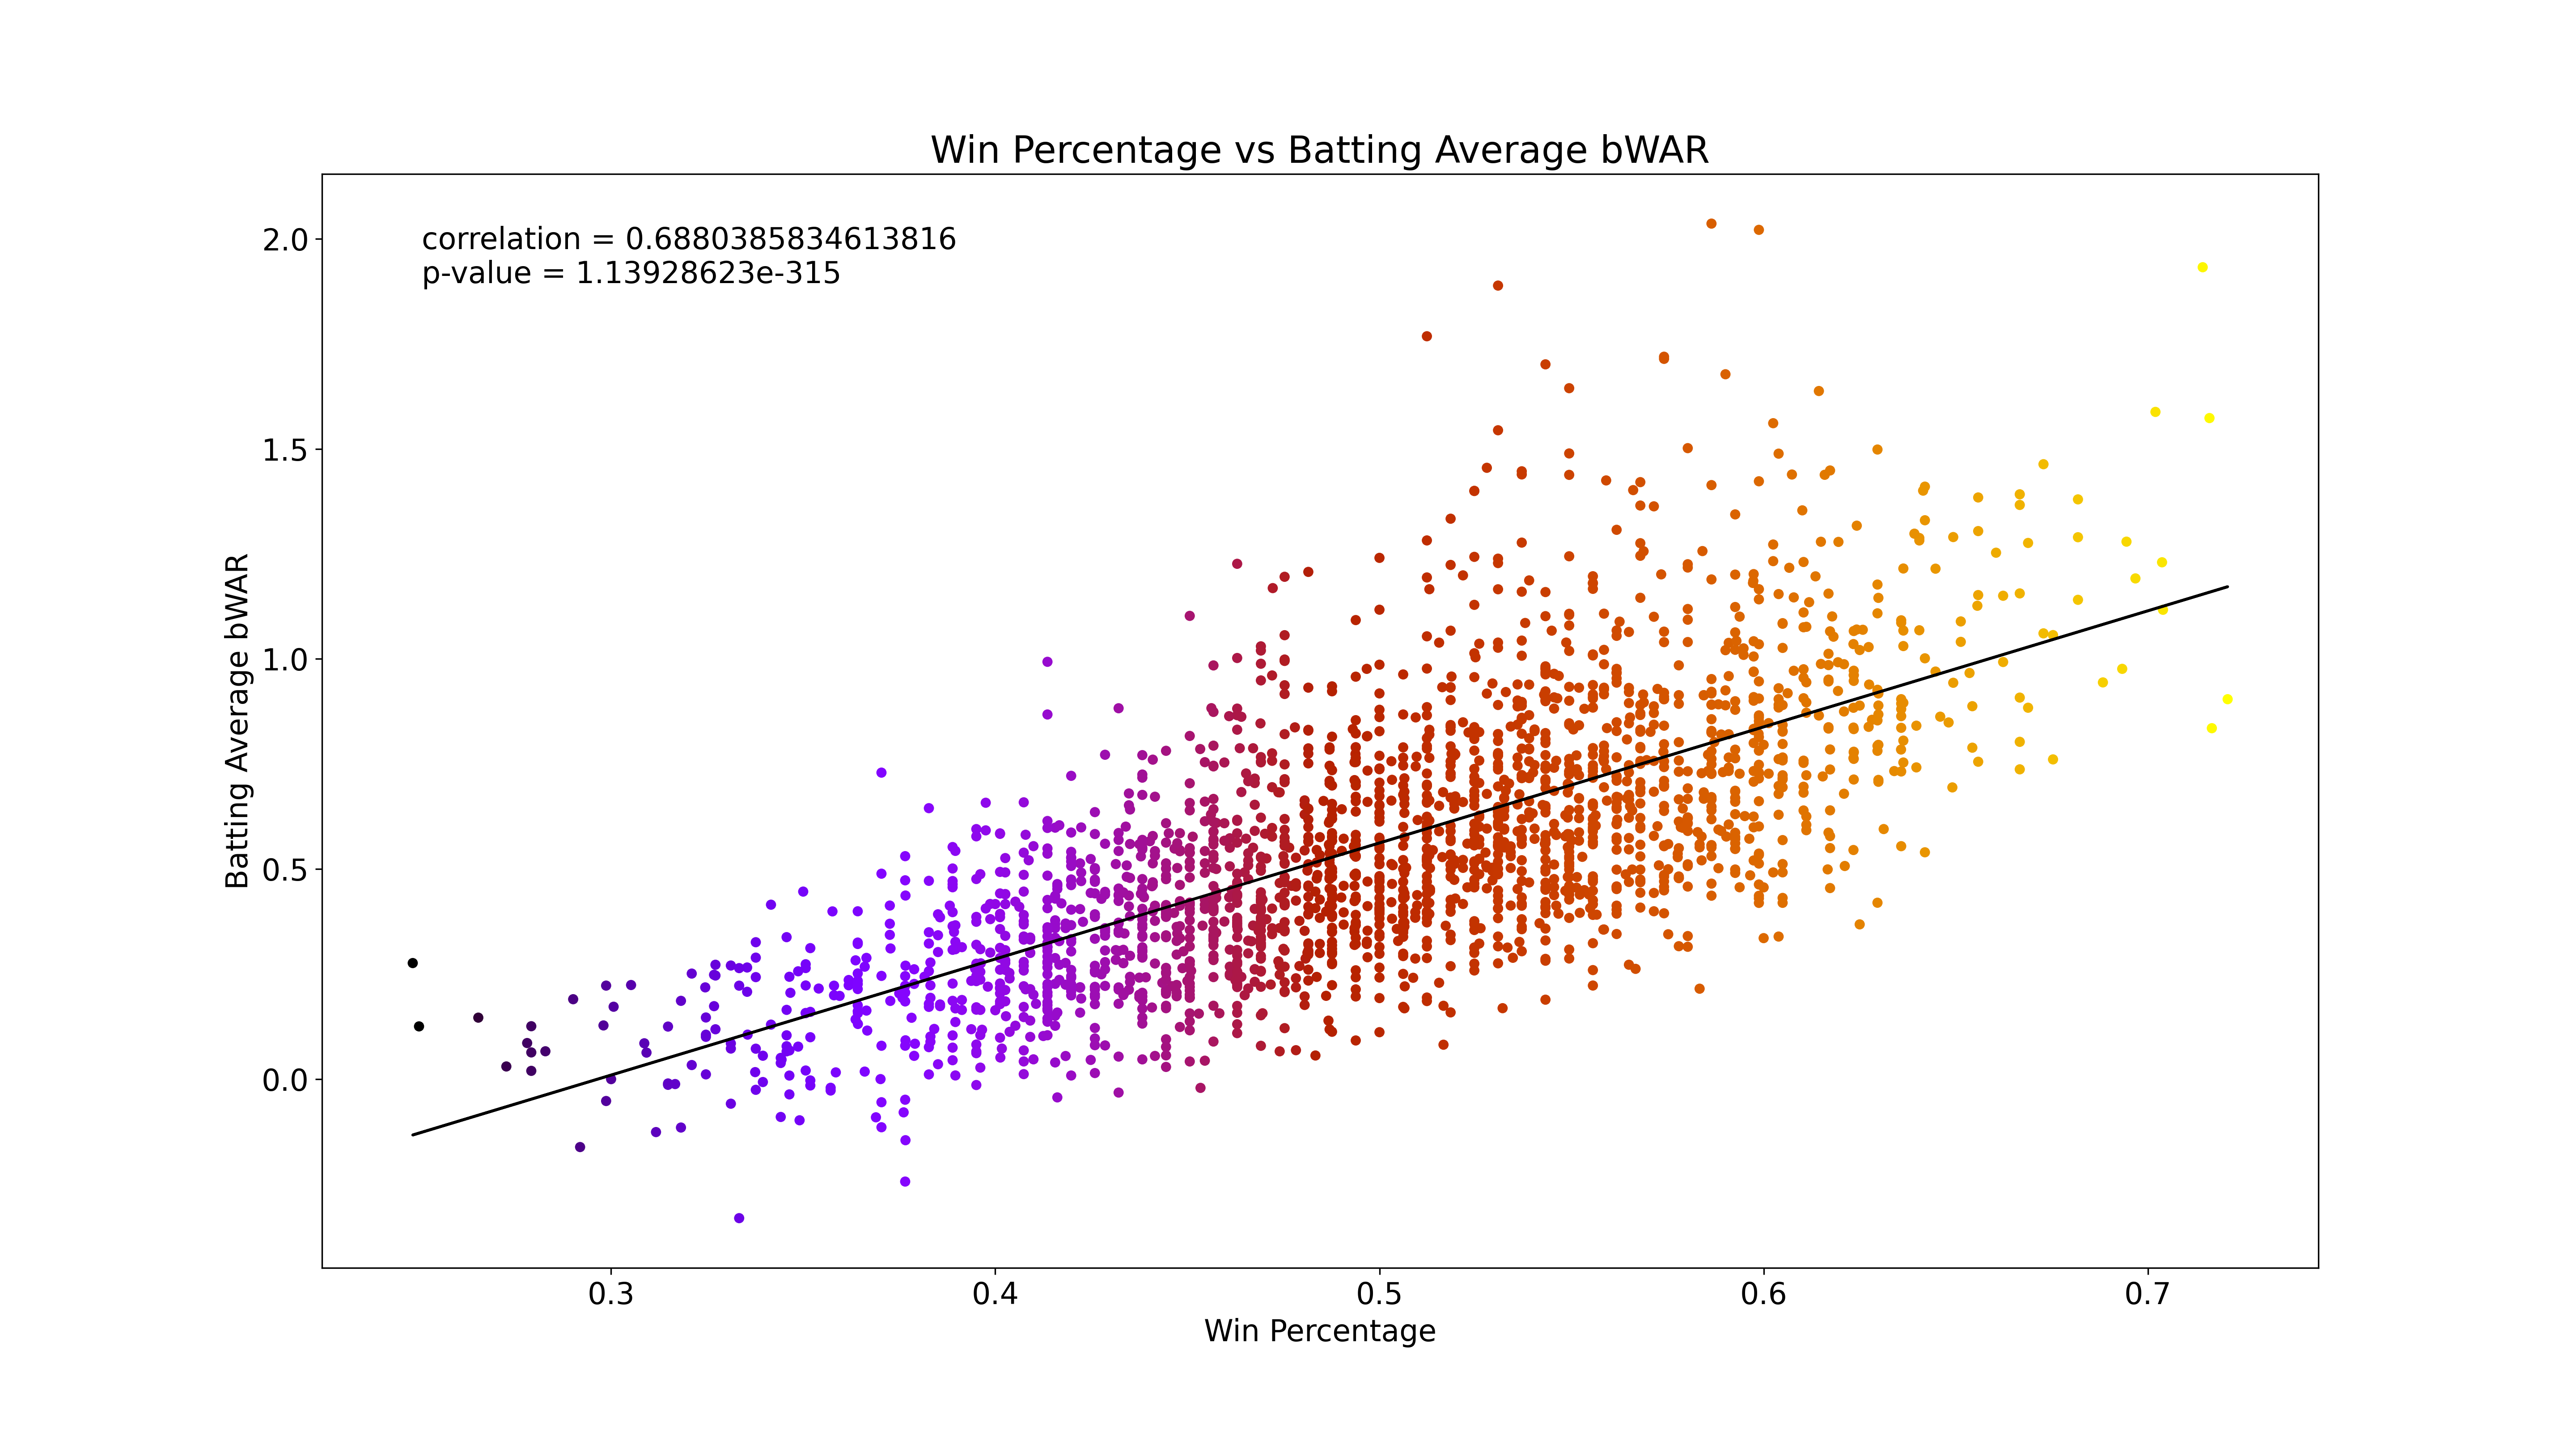 Win Percentage vs Batting Average bWAR
correlation = 0.6880385834613816
p-value = 1.13928623e-315
2.0
1.5
1.0
0.5
0.0
Batting Average bWAR
0.3 0.4 0.5 0.6 0.7
Win Percentage